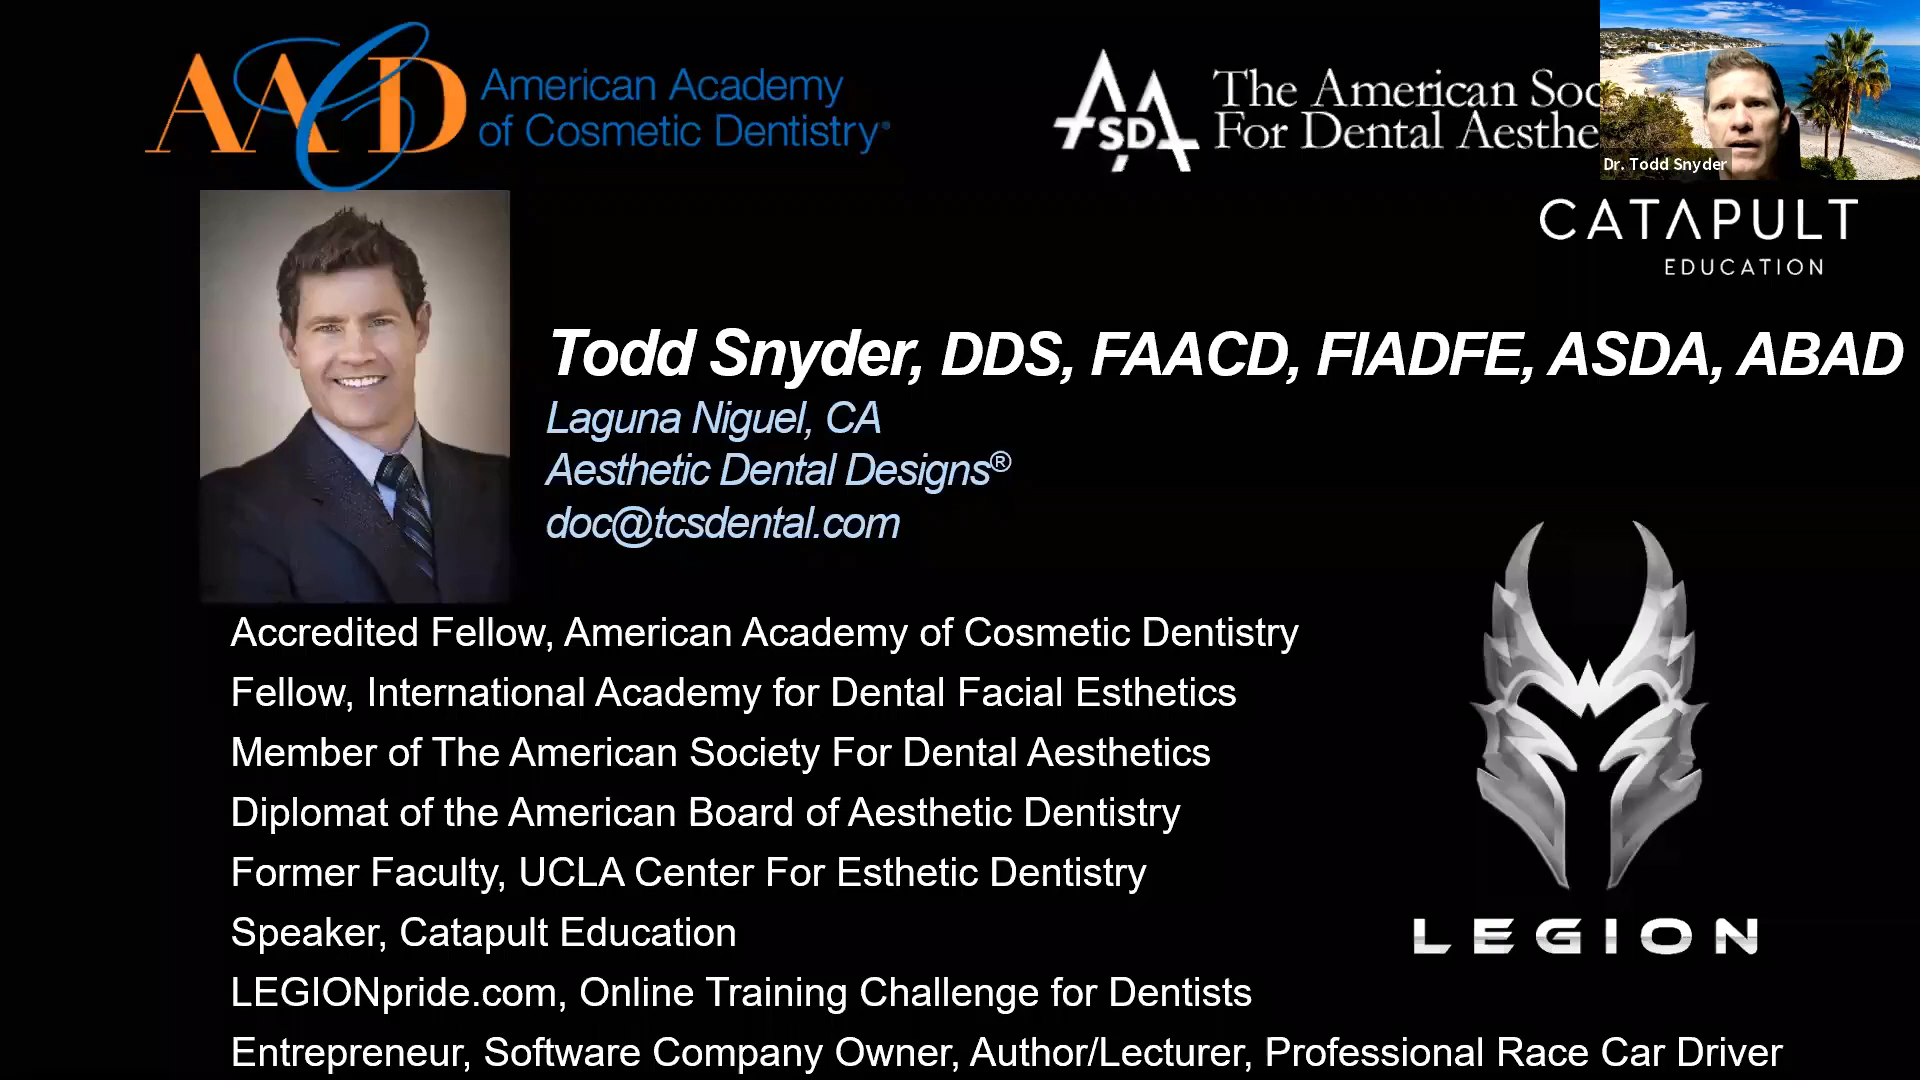 AACD American Academy
of Cosmetic Dentistry®
ASDA The American Soc
For Dental Aesthe
Dr. Todd Snyder
CATAPULT
EDUCATION
Todd Snyder, DDS, FAACD, FIADFE, ASDA, ABAD
Laguna Niguel, CA
Aesthetic Dental Designs®
doc@tcsdental.com
Accredited Fellow, American Academy of Cosmetic Dentistry
Fellow, International Academy for Dental Facial Esthetics
Member of The American Society For Dental Aesthetics
Diplomat of the American Board of Aesthetic Dentistry
Former Faculty, UCLA Center For Esthetic Dentistry
Speaker, Catapult Education
LEGION
LEGIONpride.com, Online Training Challenge for Dentists
Entrepreneur, Software Company Owner, Author/Lecturer, Professional Race Car Driver